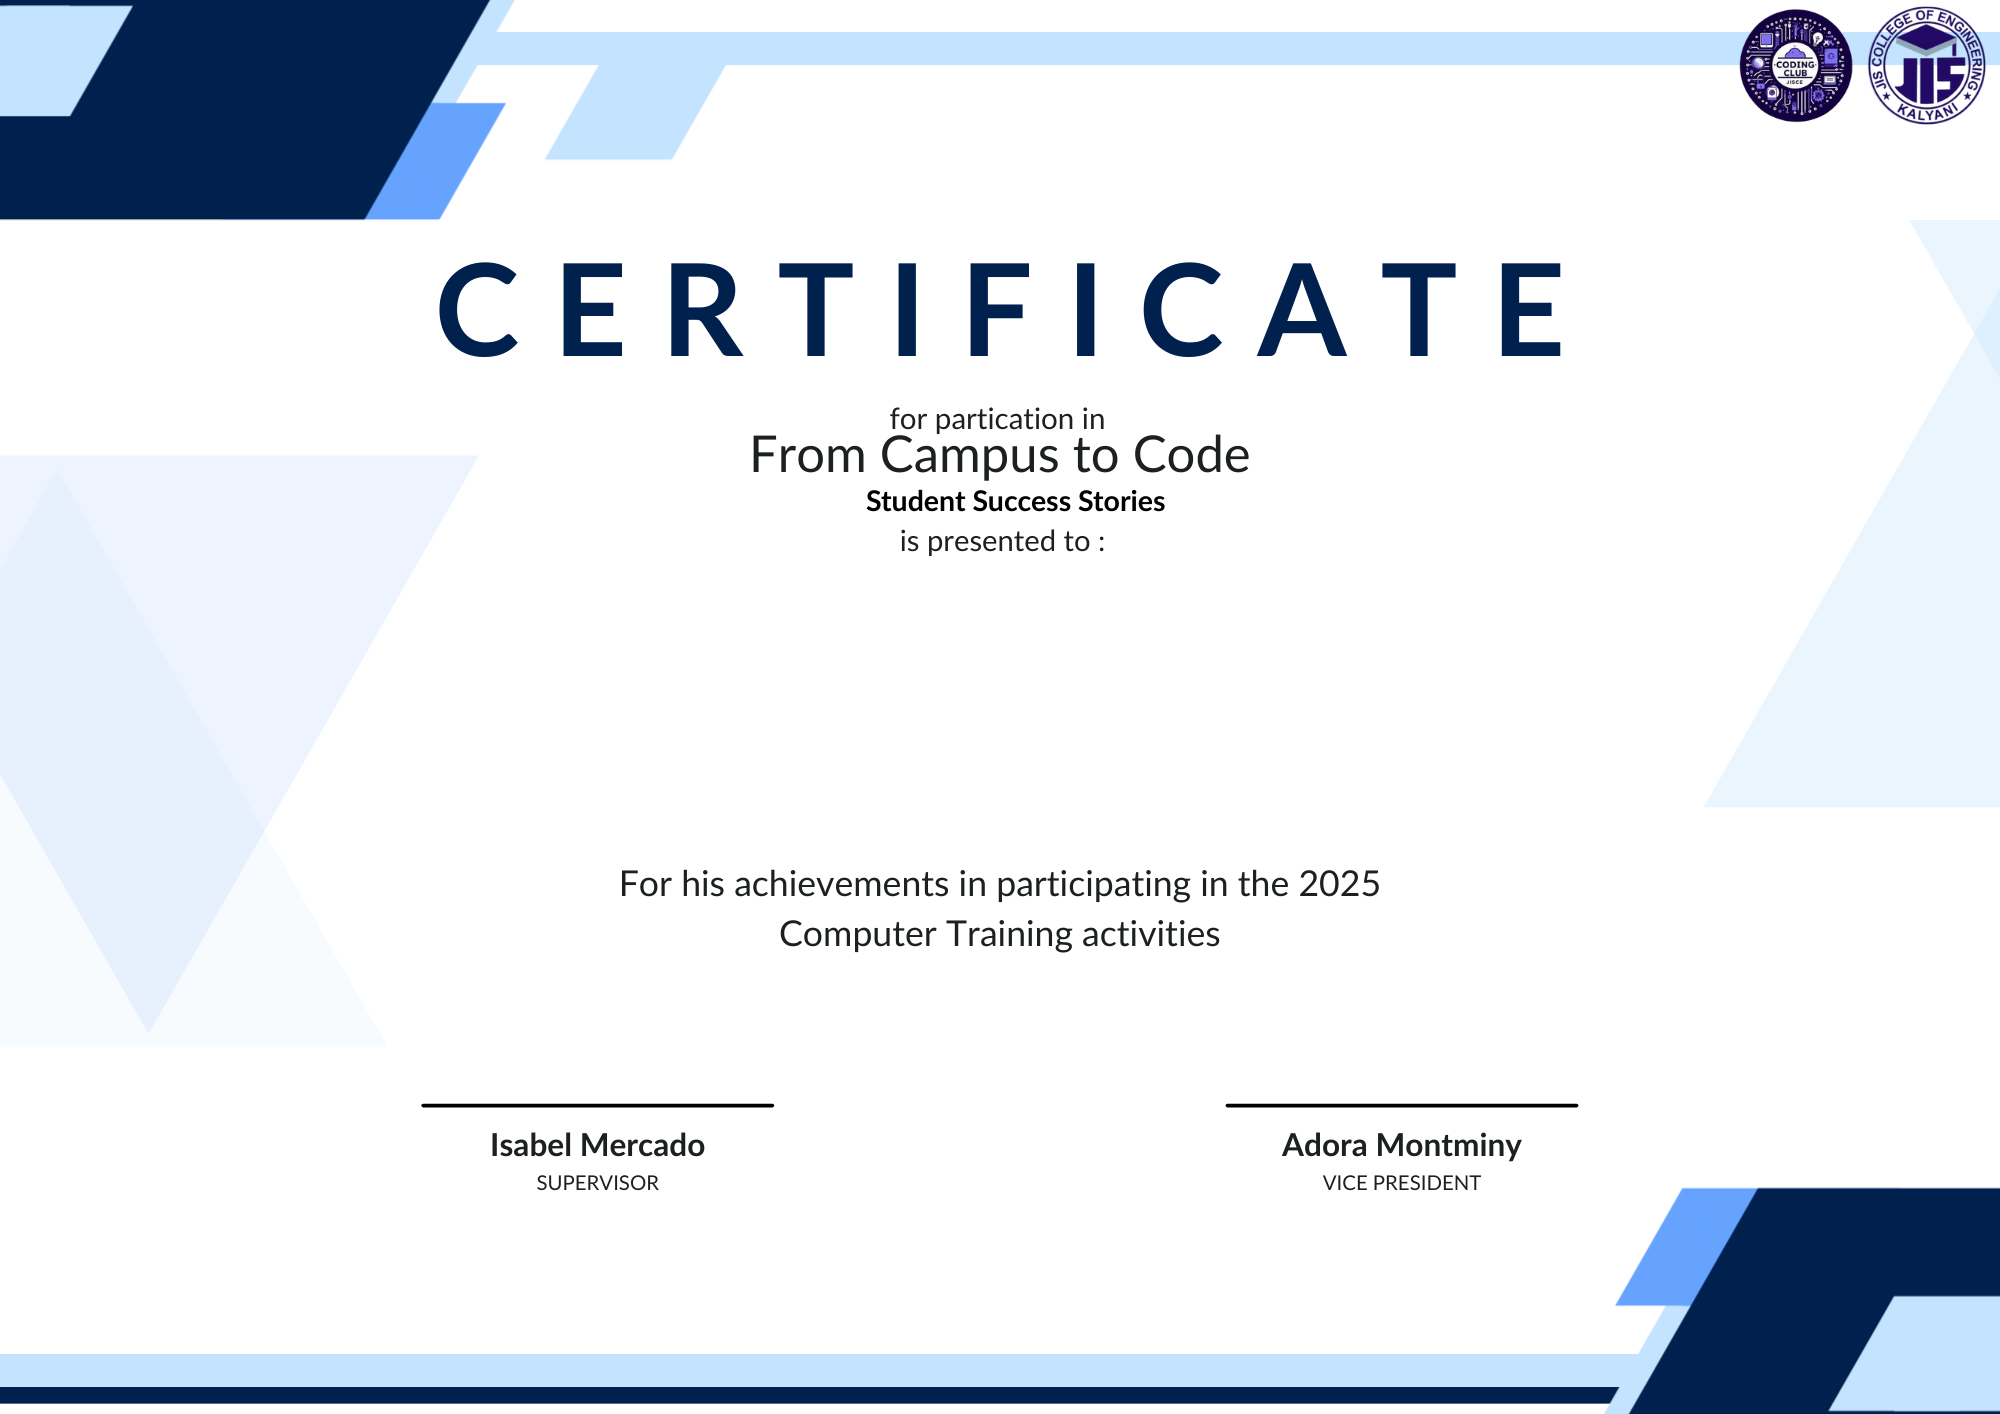 CODING
CLUB
JISCE
JIS COLLEGE OF ENGINEERING
JIS
★ KALYANI ★
CERTIFICATE
for partication in
From Campus to Code
Student Success Stories
is presented to :
For his achievements in participating in the 2025
Computer Training activities
Isabel Mercado
SUPERVISOR
Adora Montminy
VICE PRESIDENT